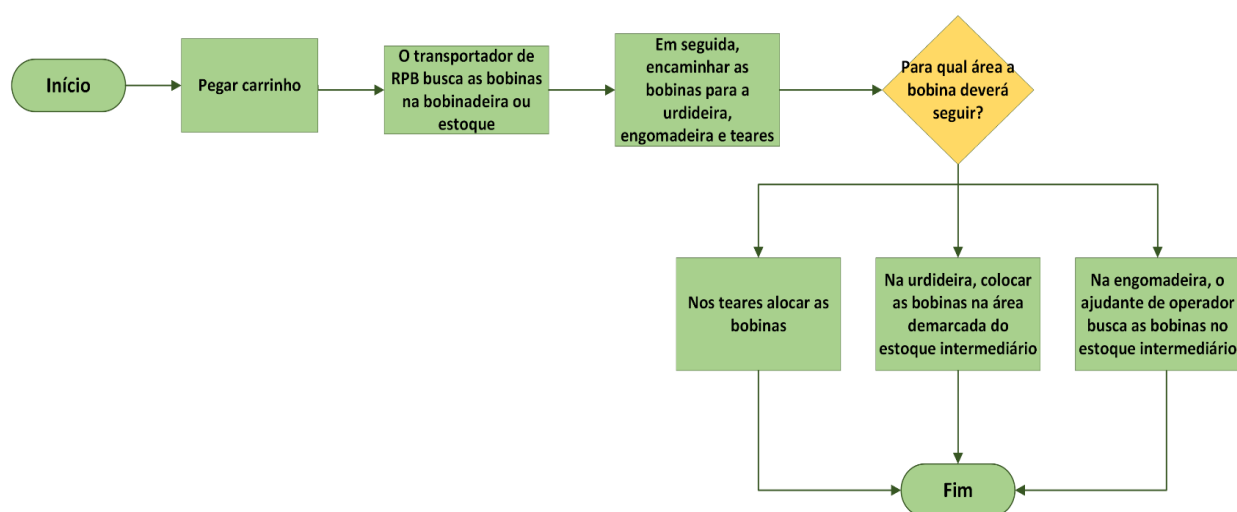 Início
Pegar carrinho
O transportador de
RPB busca as bobinas
na bobinadeira ou
estoque
Em seguida,
encaminhar as
bobinas para a
urdideira,
engomadeira e teares
Para qual área a
bobina deverá
seguir?
Nos teares alocar as
bobinas
Na urdideira, colocar
as bobinas na área
demarcada do
estoque intermediário
Na engomadeira, o
ajudante de operador
busca as bobinas no
estoque intermediário
Fim